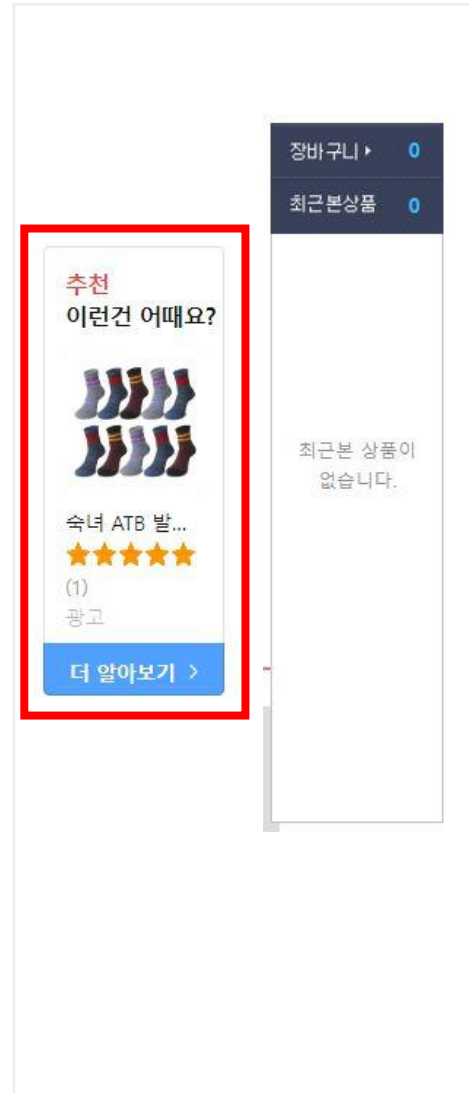 장바구니 ▸ 0
최근본상품 0
추천
이런건 어때요?
최근본 상품이
없습니다.
숙녀 ATB 발...
(1)
광고
더 알아보기 >